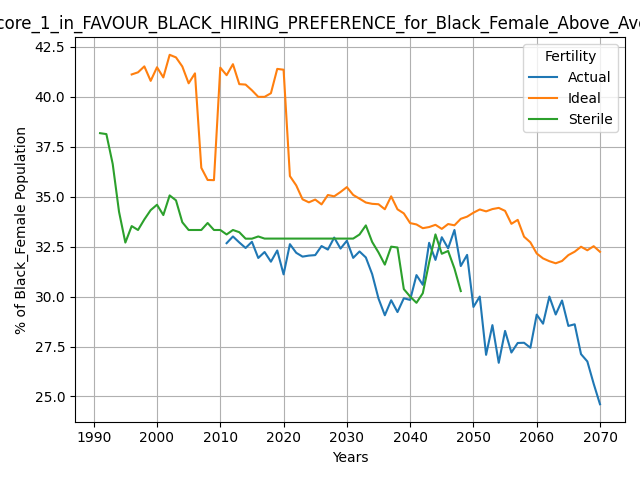 core_1_in_FAVOUR_BLACK_HIRING_PREFERENCE_for_Black_Female_Above_Ave
Fertility
Actual
Ideal
Sterile
% of Black_Female Population
42.5
40.0
37.5
35.0
32.5
30.0
27.5
25.0
1990 2000 2010 2020 2030 2040 2050 2060 2070
Years